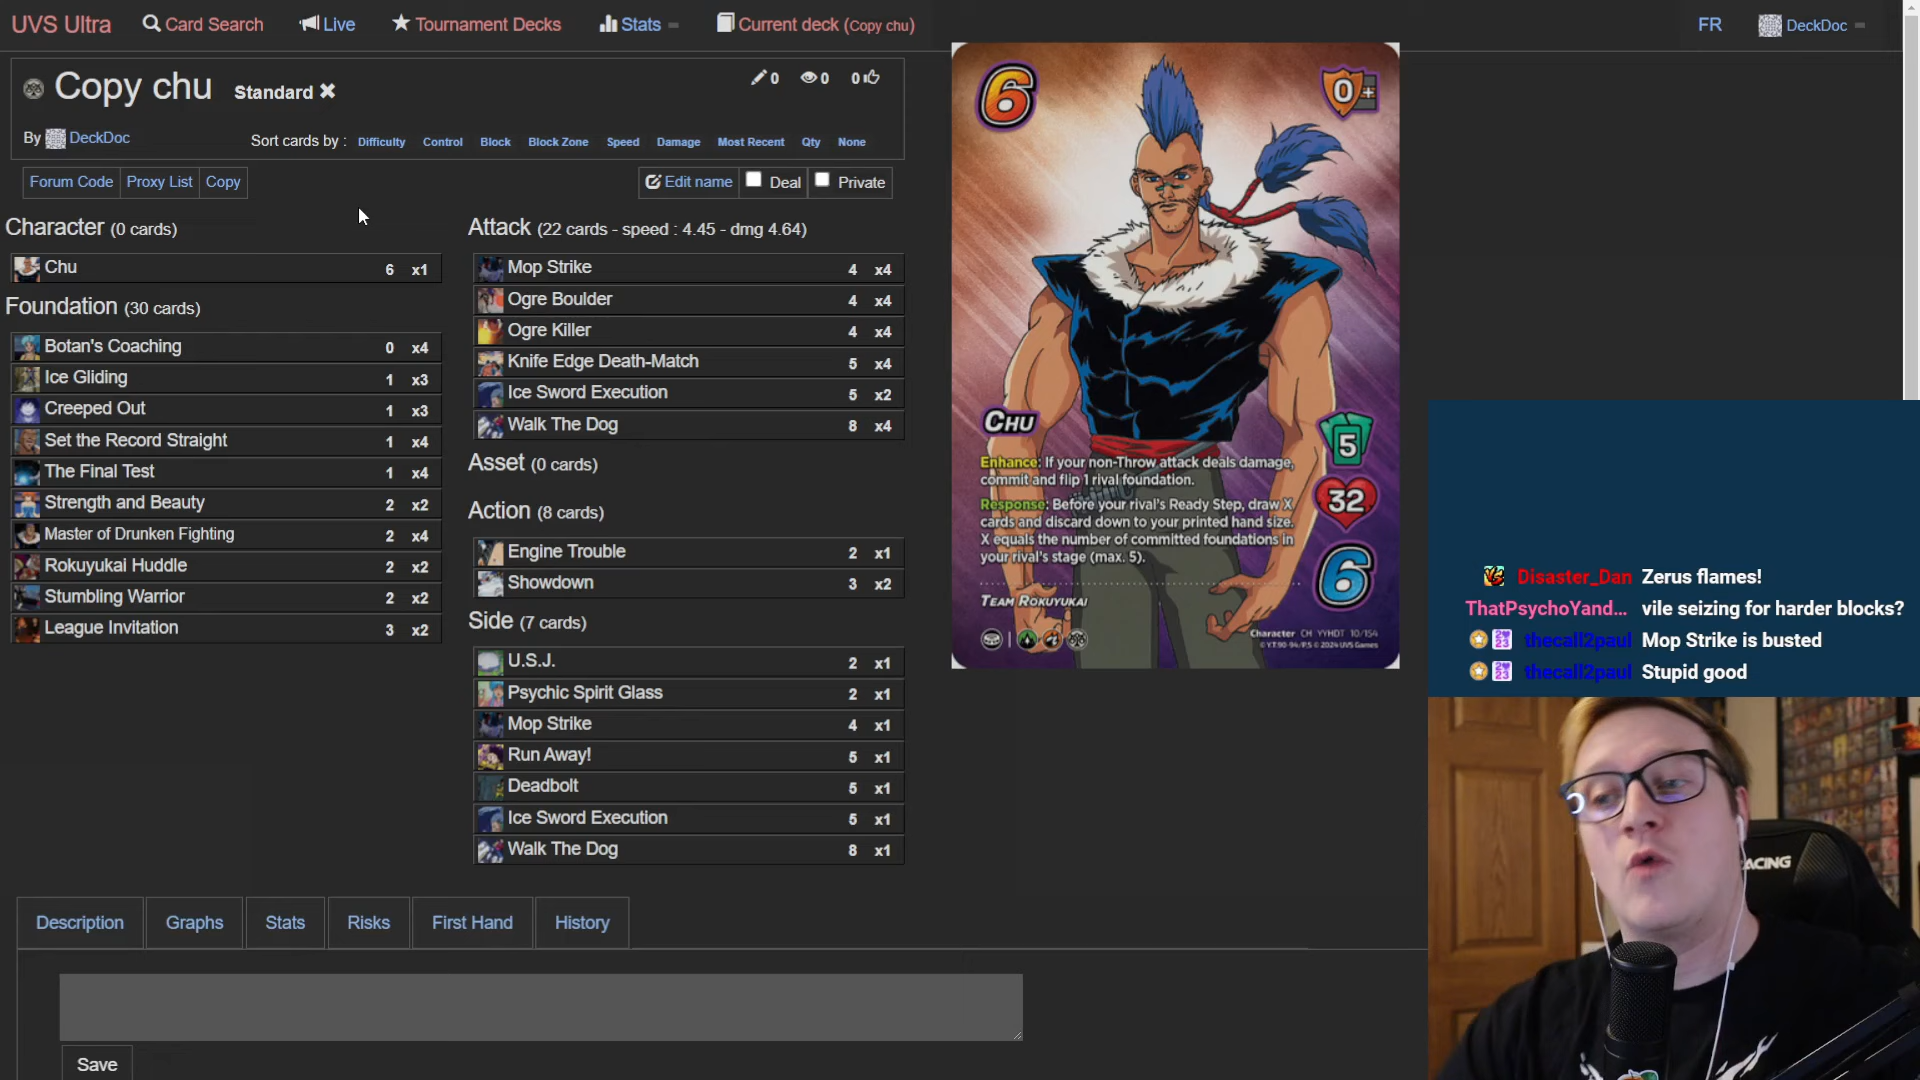 UVS Ultra Card Search Live Tournament Decks Stats Current deck (Copy chu) FR DeckDoc
Copy chu Standard 0 0 0
By DeckDoc Sort cards by : Difficulty Control Block Block Zone Speed Damage Most Recent Qty None
Forum Code Proxy List Copy Edit name Deal Private
Character (0 cards)
Chu 6 x1
Foundation (30 cards)
Botan's Coaching 0 x4
Ice Gliding 1 x3
Creeped Out 1 x3
Set the Record Straight 1 x4
The Final Test 1 x4
Strength and Beauty 2 x2
Master of Drunken Fighting 2 x4
Rokuyukai Huddle 2 x2
Stumbling Warrior 2 x2
League Invitation 3 x2
Attack (22 cards - speed : 4.45 - dmg 4.64)
Mop Strike 4 x4
Ogre Boulder 4 x4
Ogre Killer 4 x4
Knife Edge Death-Match 5 x4
Ice Sword Execution 5 x2
Walk The Dog 8 x4
Asset (0 cards)
Action (8 cards)
Engine Trouble 2 x1
Showdown 3 x2
Side (7 cards)
U.S.J. 2 x1
Psychic Spirit Glass 2 x1
Mop Strike 4 x1
Run Away! 5 x1
Deadbolt 5 x1
Ice Sword Execution 5 x1
Walk The Dog 8 x1
6
0+
Chu
5
Enhance: If your non-Throw attack deals damage,
commit and flip 1 rival foundation.
32
Response: Before your rival's Ready Step, draw X
cards and discard down to your printed hand size.
X equals the number of committed foundations in
your rival's stage (max. 5).
6
Team Rokuyukai
Character CH YYHDT 10/154
©Y.T.90-94/P,S ©2024 UVS Games
Disaster_Dan Zerus flames!
ThatPsychoYand... vile seizing for harder blocks?
thecall2paul Mop Strike is busted
thecall2paul Stupid good
ACING
Description Graphs Stats Risks First Hand History
Save